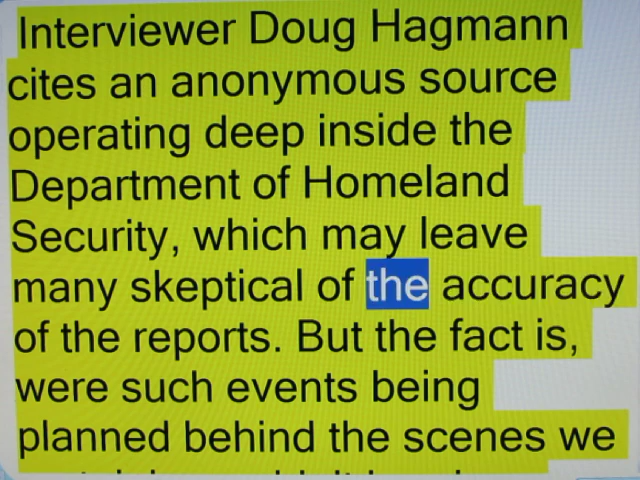 Interviewer Doug Hagmann
cites an anonymous source
operating deep inside the
Department of Homeland
Security, which may leave
many skeptical of the accuracy
of the reports. But the fact is,
were such events being
planned behind the scenes we